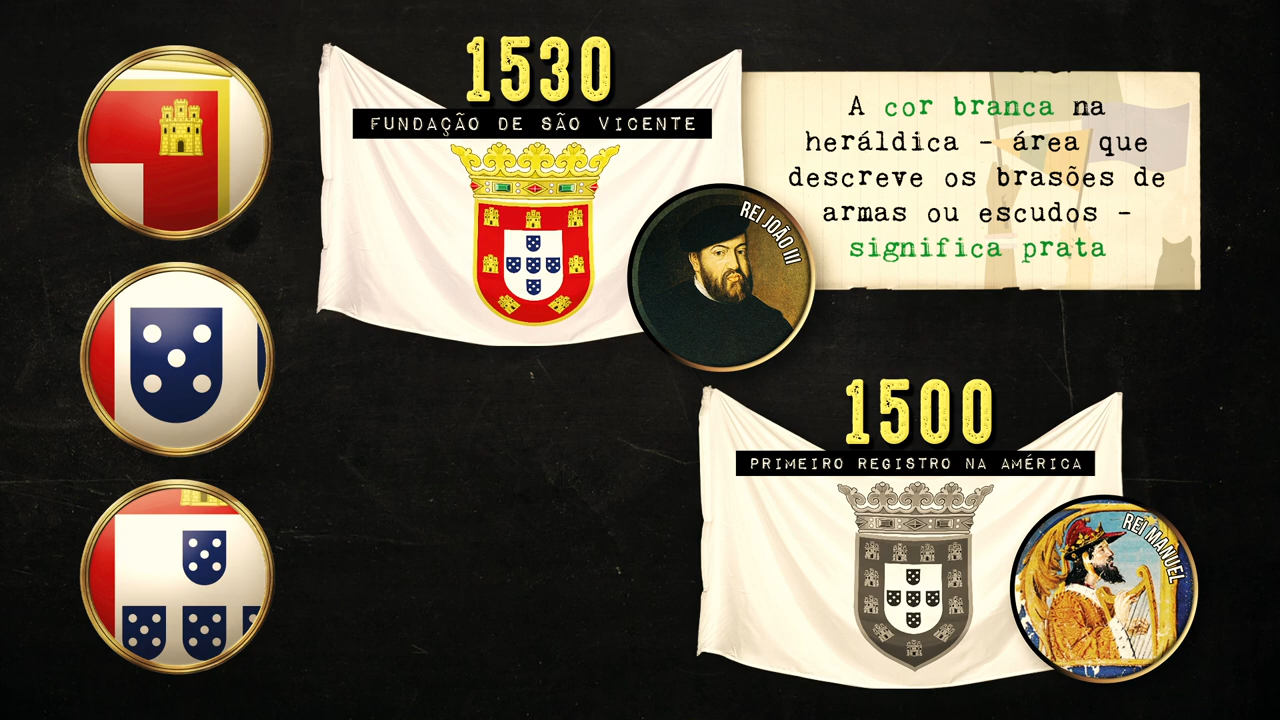 1530
FUNDAÇÃO DE SÃO VICENTE
REI JOÃO III
A cor branca na
heráldica - área que
descreve os brasões de
armas ou escudos -
significa prata
1500
PRIMEIRO REGISTRO NA AMÉRICA
REI MANUEL